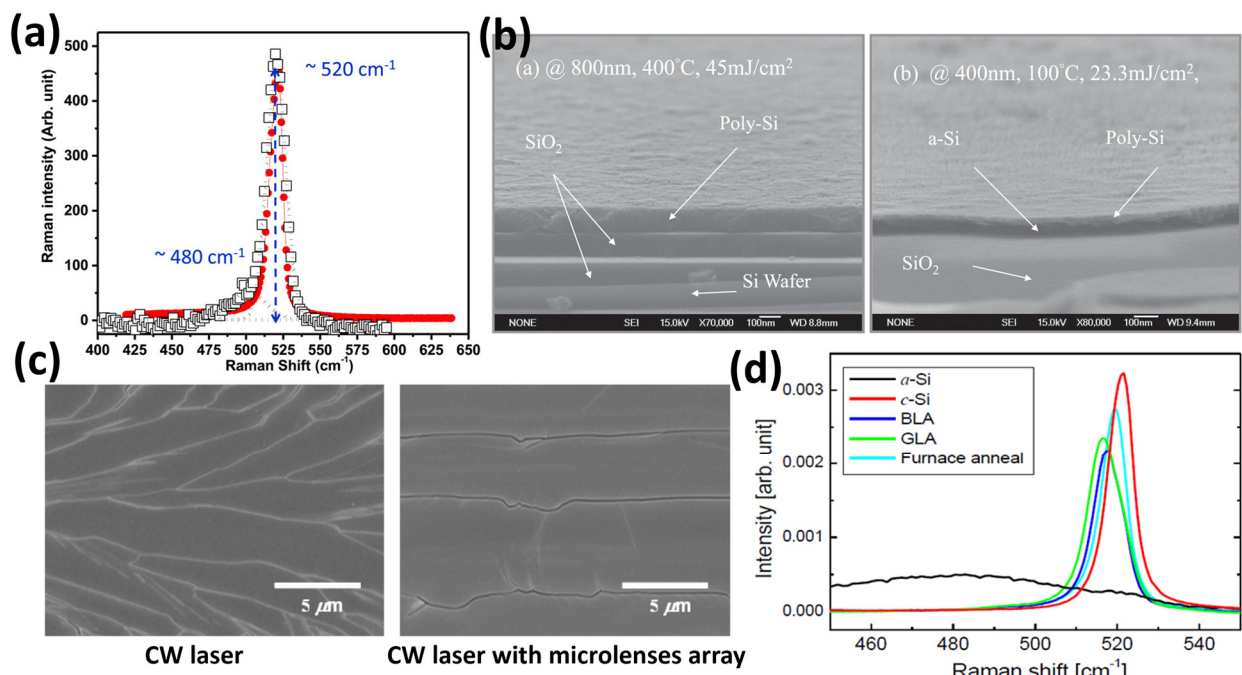 (a)
500
400
300
200
100
0
Raman intensity (Arb. unit)
~ 520 cm⁻¹
~ 480 cm⁻¹
400 425 450 475 500 525 550 575 600 625 650
Raman Shift (cm⁻¹)
(b)
(a) @ 800nm, 400°C, 45mJ/cm²
Poly-Si
SiO₂
Si Wafer
NONE SEI 15.0kV X70,000 100nm WD 8.8mm
(b) @ 400nm, 100°C, 23.3mJ/cm²,
a-Si
Poly-Si
SiO₂
NONE SEI 15.0kV X80,000 100nm WD 9.4mm
(c)
5 μm
CW laser
5 μm
CW laser with microlenses array
(d)
a-Si
c-Si
BLA
GLA
Furnace anneal
0.003
0.002
0.001
0.000
Intensity [arb. unit]
460 480 500 520 540
Raman shift [cm⁻¹]